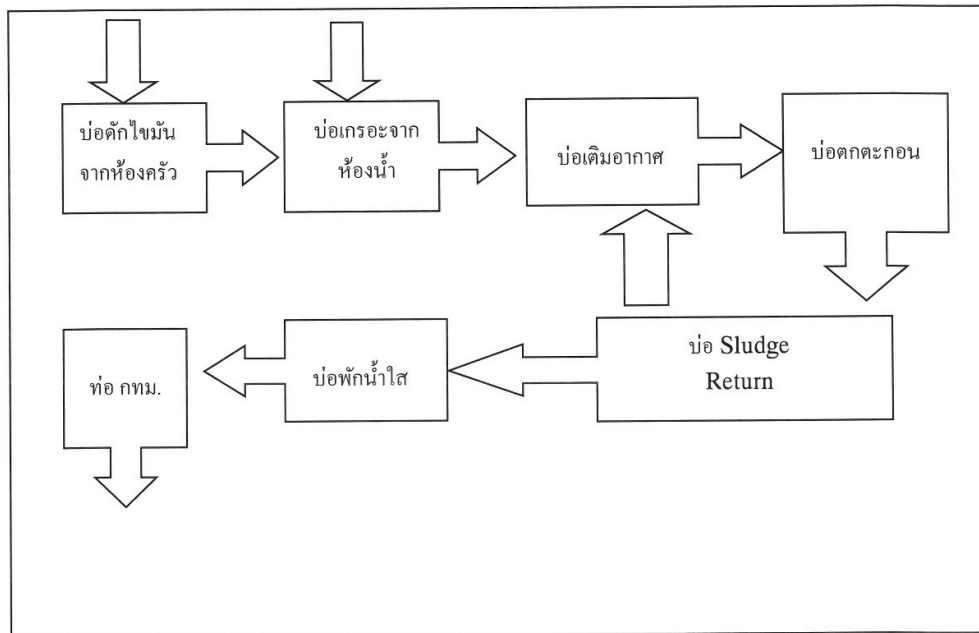 บ่อดักไขมัน
จากห้องครัว
บ่อเกรอะจาก
ห้องน้ำ
บ่อเติมอากาศ
บ่อตกตะกอน
ท่อ กทม.
บ่อพักน้ำใส
บ่อ Sludge
Return